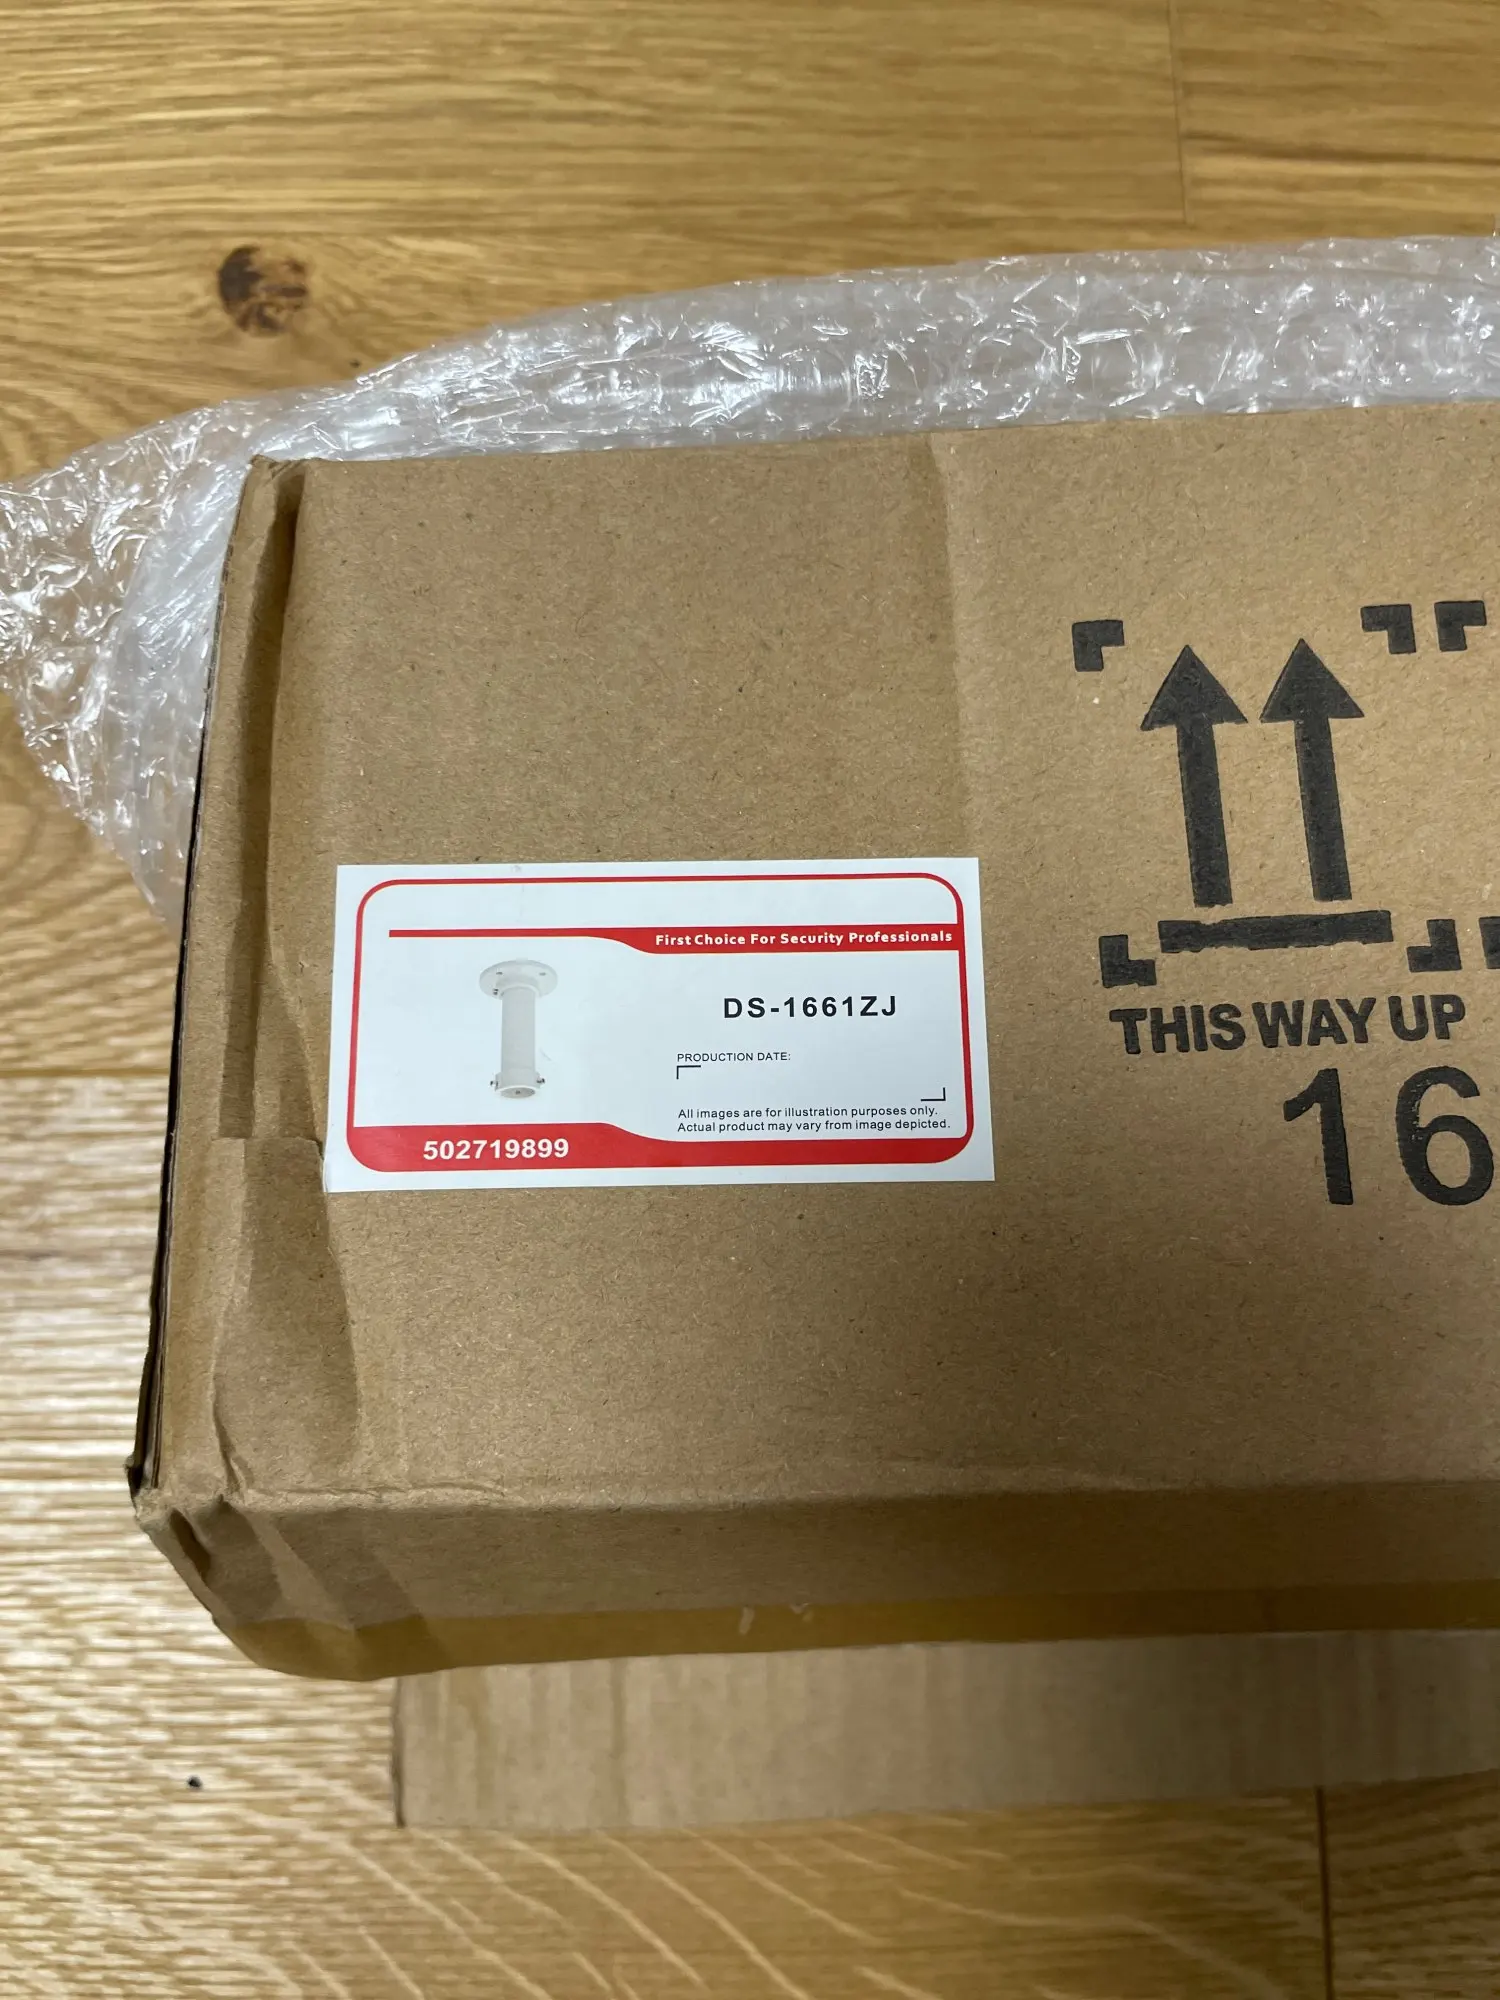 First Choice For Security Professionals
DS-1661ZJ
PRODUCTION DATE:
All images are for illustration purposes only.
Actual product may vary from image depicted.
502719899
THIS WAY UP
16